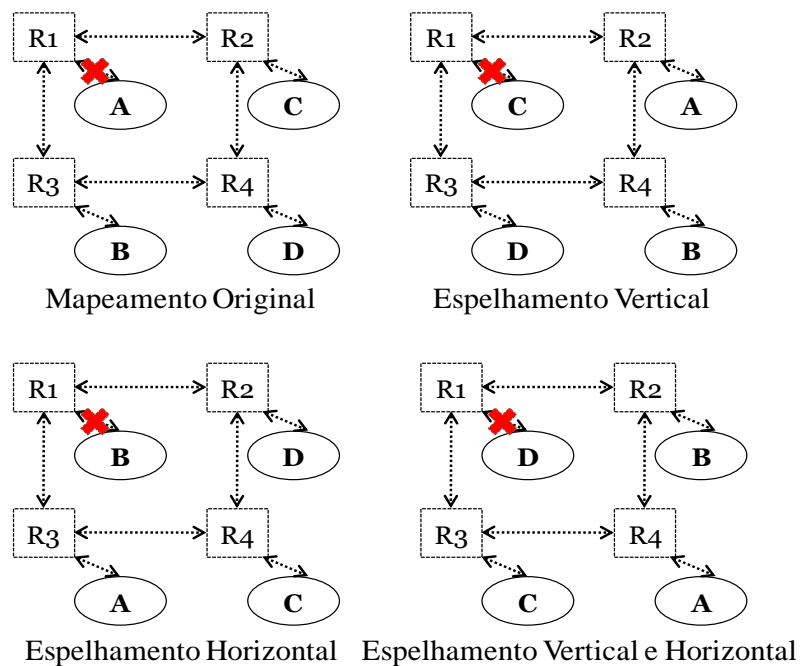 R1 R2 R1 R2
A C C A
R3 R4 R3 R4
B D D B
Mapeamento Original Espelhamento Vertical
R1 R2 R1 R2
B D D B
R3 R4 R3 R4
A C C A
Espelhamento Horizontal Espelhamento Vertical e Horizontal